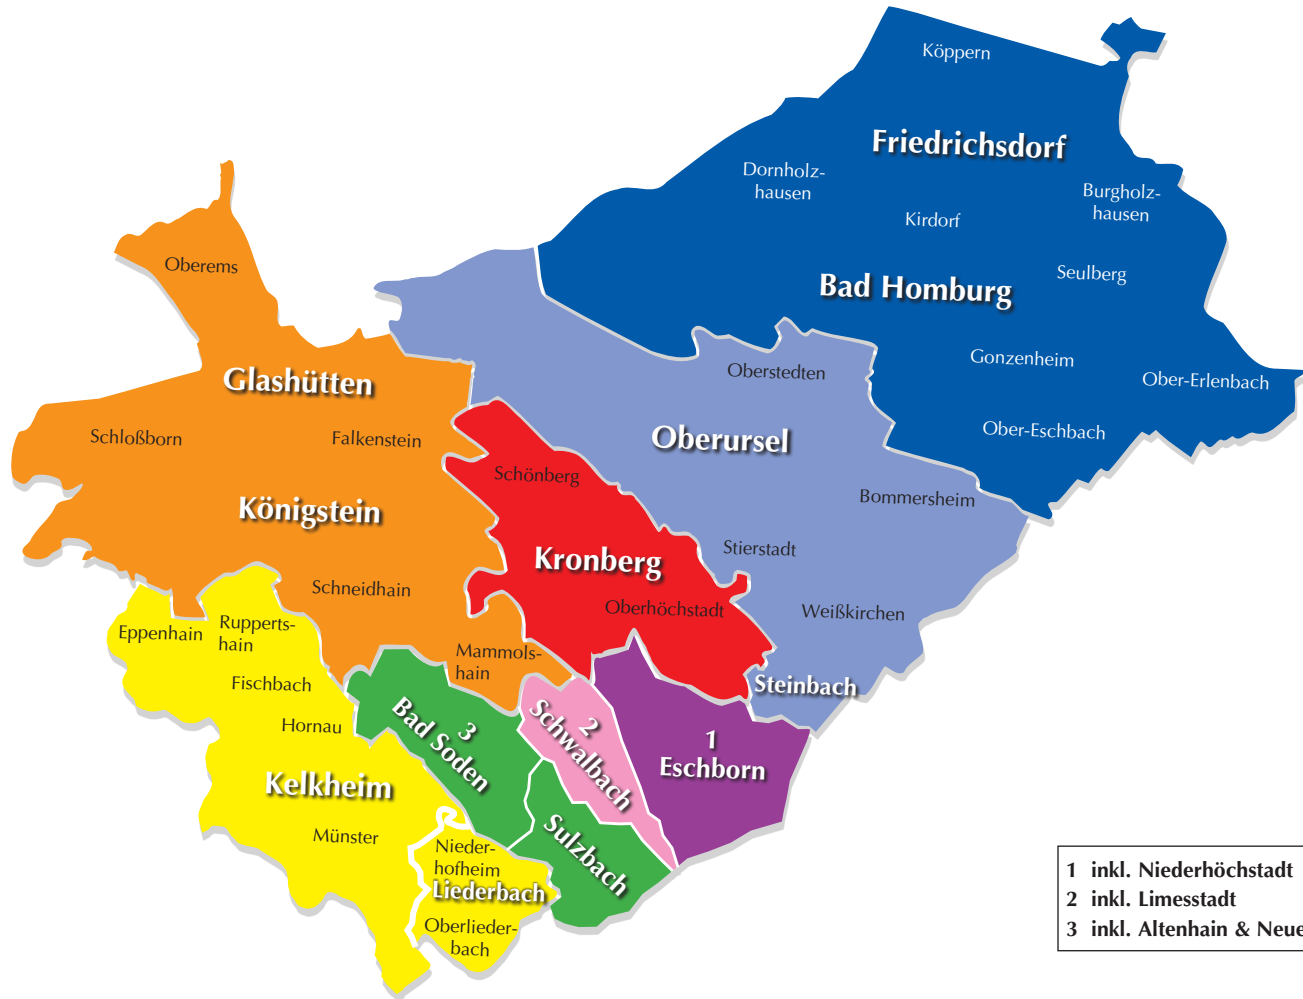 Köppern
Friedrichsdorf
Dornholz-
hausen
Burgholz-
hausen
Kirdorf
Oberems
Seulberg
Bad Homburg
Gonzenheim
Ober-Erlenbach
Glashütten
Oberstedten
Schloßborn
Falkenstein
Oberursel
Ober-Eschbach
Schönberg
Bommersheim
Königstein
Kronberg
Stierstadt
Schneidhain
Oberhöchstadt
Weißkirchen
Eppenhain
Rupperts-
hain
Mammols-
hain
Fischbach
Steinbach
Hornau
3
Bad Soden
2
Schwalbach
1
Eschborn
Kelkheim
Münster
Sulzbach
Nieder-
hofheim
Liederbach
Oberlieder-
bach
1 inkl. Niederhöchstadt
2 inkl. Limesstadt
3 inkl. Altenhain & Neue